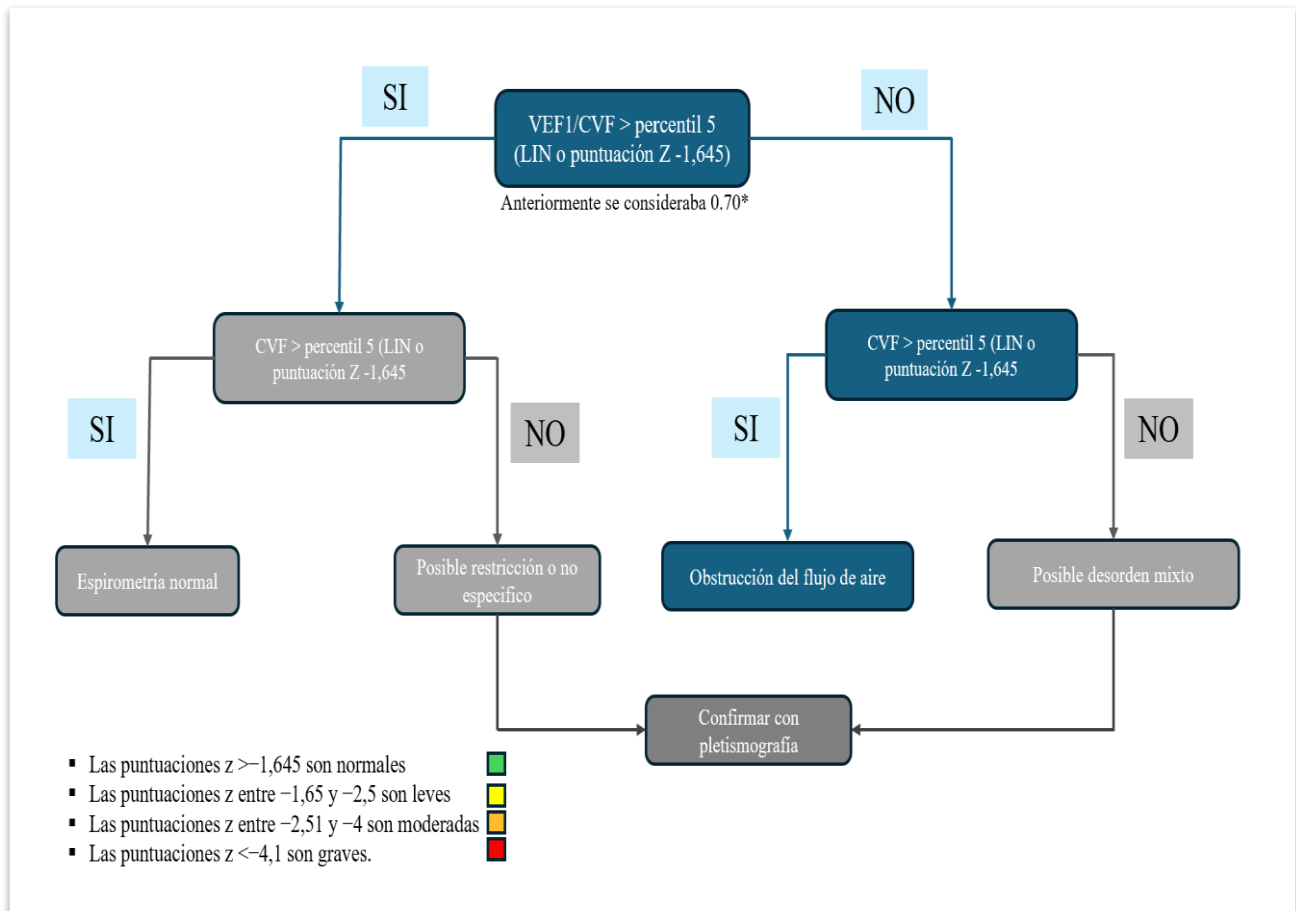 SI
VEF1/CVF > percentil 5
(LIN o puntuación Z -1,645)
NO
Anteriormente se consideraba 0.70*
CVF > percentil 5 (LIN o
puntuación Z -1,645
CVF > percentil 5 (LIN o
puntuación Z -1,645
SI
NO
SI
NO
Espirometría normal
Posible restricción o no
especifico
Obstrucción del flujo de aire
Posible desorden mixto
Confirmar con
pletismografía
▪ Las puntuaciones z >−1,645 son normales
▪ Las puntuaciones z entre −1,65 y −2,5 son leves
▪ Las puntuaciones z entre −2,51 y −4 son moderadas
▪ Las puntuaciones z <−4,1 son graves.